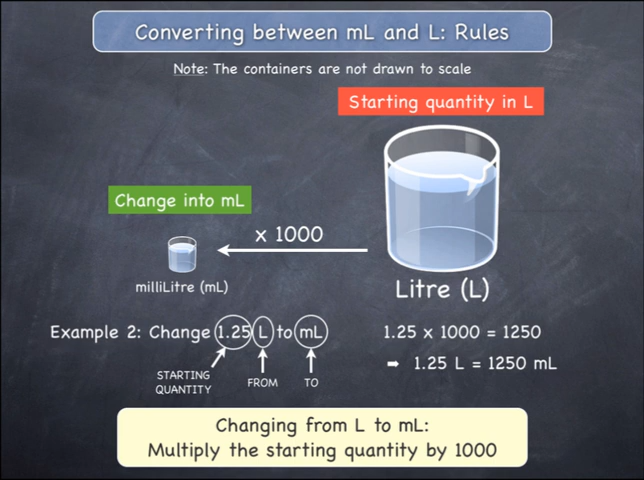 Converting between mL and L: Rules
Note: The containers are not drawn to scale
Starting quantity in L
Change into mL
x 1000
milliLitre (mL)
Litre (L)
Example 2: Change 1.25 L to mL
STARTING
QUANTITY
FROM
TO
1.25 x 1000 = 1250
➡ 1.25 L = 1250 mL
Changing from L to mL:
Multiply the starting quantity by 1000